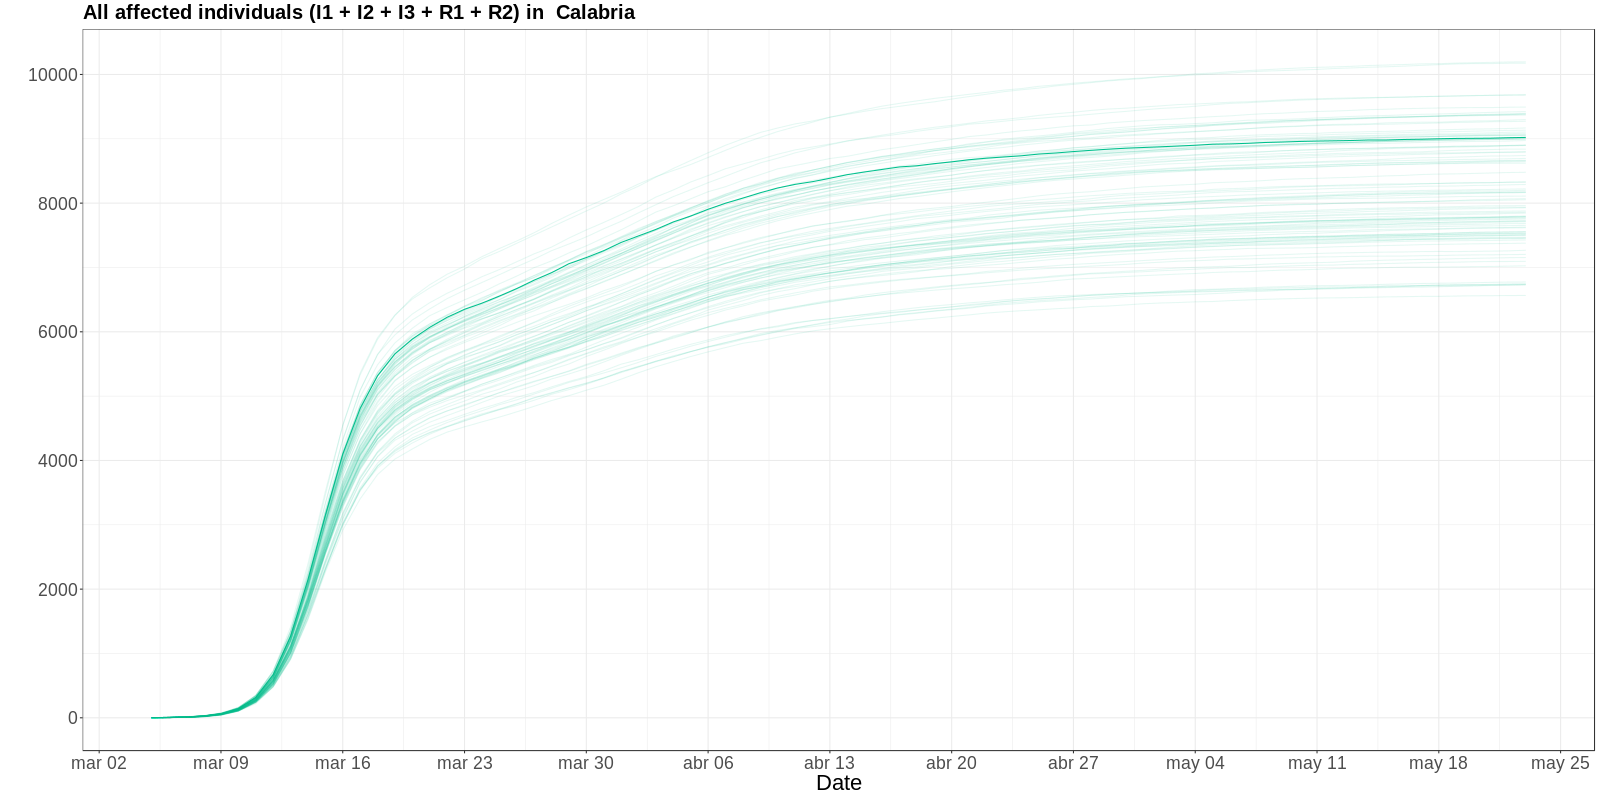 All affected individuals (I1 + I2 + I3 + R1 + R2) in  Calabria
10000
8000
6000
4000
2000
0
mar 02 mar 09 mar 16 mar 23 mar 30 abr 06 abr 13 abr 20 abr 27 may 04 may 11 may 18 may 25
Date